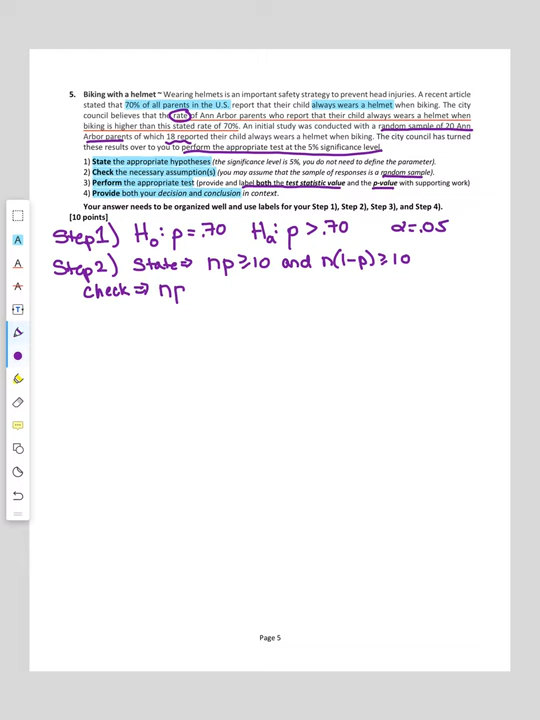 5. Biking with a helmet ~ Wearing helmets is an important safety strategy to prevent head injuries. A recent article
stated that 70% of all parents in the U.S. report that their child always wears a helmet when biking. The city
council believes that the rate of Ann Arbor parents who report that their child always wears a helmet when
biking is higher than this stated rate of 70%. An initial study was conducted with a random sample of 20 Ann
Arbor parents of which 18 reported their child always wears a helmet when biking. The city council has turned
these results over to you to perform the appropriate test at the 5% significance level.
1) State the appropriate hypotheses (the significance level is 5%, you do not need to define the parameter).
2) Check the necessary assumption(s) (you may assume that the sample of responses is a random sample).
3) Perform the appropriate test (provide and label both the test statistic value and the p-value with supporting work)
4) Provide both your decision and conclusion in context.
Your answer needs to be organized well and use labels for your Step 1), Step 2), Step 3), and Step 4).
[10 points]
Step 1) H₀: p = .70 Hₐ: p > .70 α = .05
Step 2) State ⇒ np ≥ 10 and n(1-p) ≥ 10
Check ⇒ np
Page 5